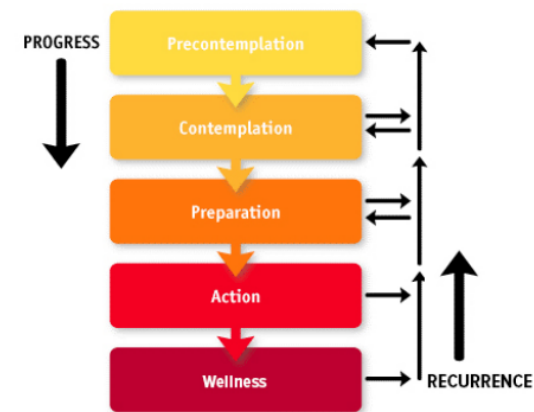 PROGRESS
Precontemplation
Contemplation
Preparation
Action
Wellness
RECURRENCE